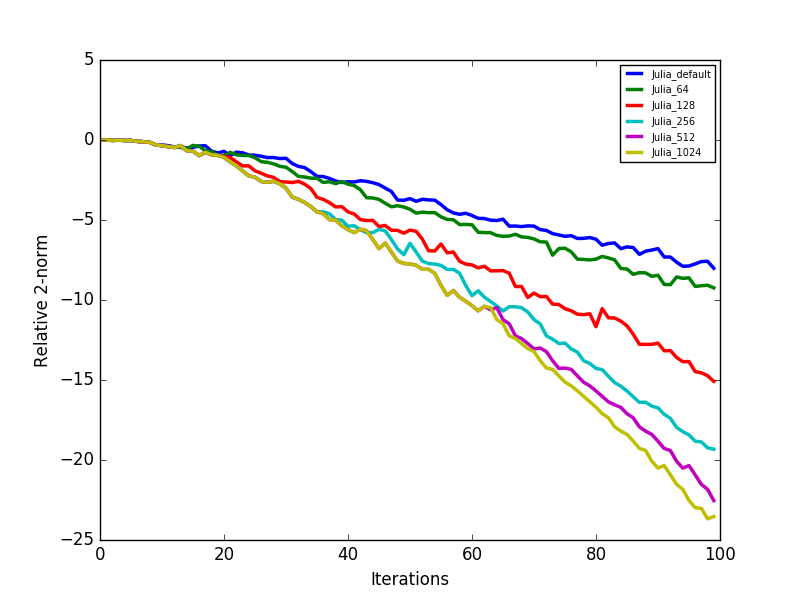 5
0
−5
−10
−15
−20
−25
Relative 2-norm
0 20 40 60 80 100
Iterations
Julia_default
Julia_64
Julia_128
Julia_256
Julia_512
Julia_1024